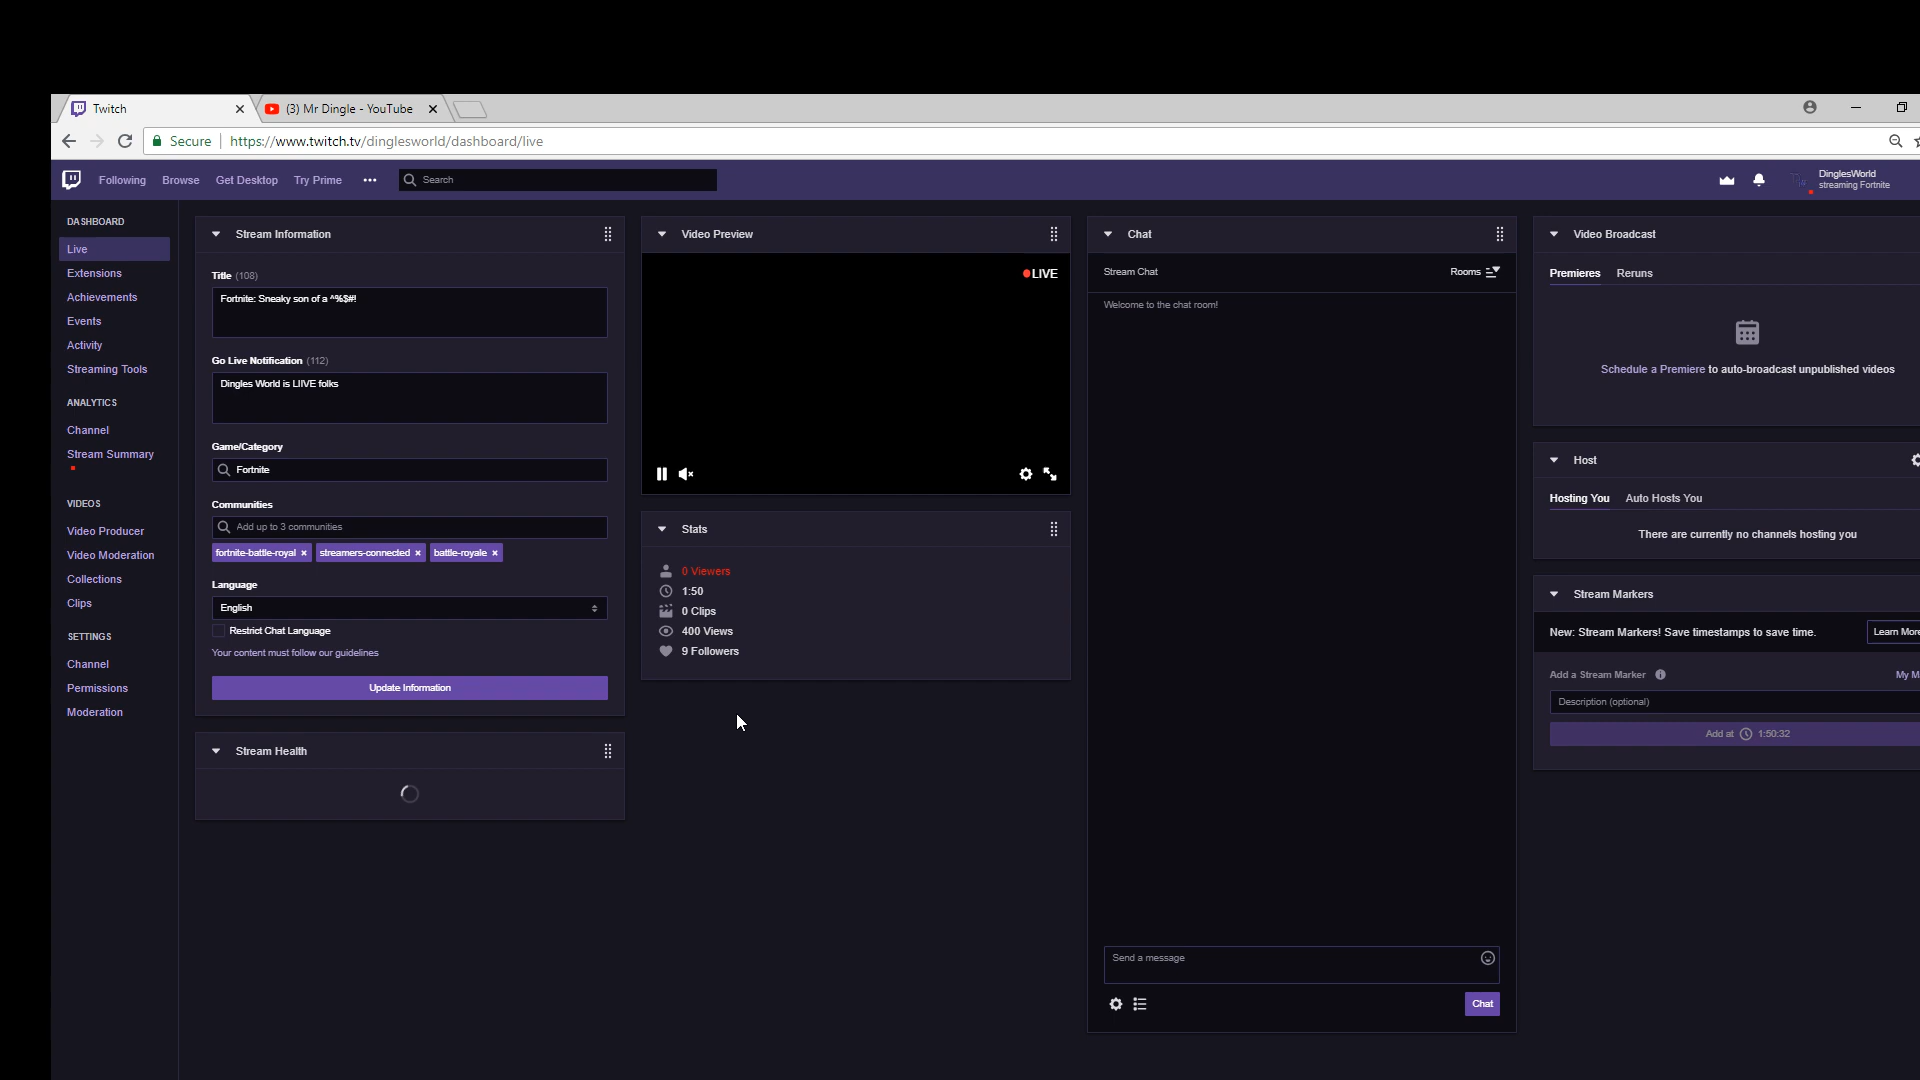 Twitch
(3) Mr Dingle - YouTube
Secure
https://www.twitch.tv/dinglesworld/dashboard/live
Following
Browse
Get Desktop
Try Prime
Search
DinglesWorld
streaming Fortnite
DASHBOARD
Live
Extensions
Achievements
Events
Activity
Streaming Tools
ANALYTICS
Channel
Stream Summary
VIDEOS
Video Producer
Video Moderation
Collections
Clips
SETTINGS
Channel
Permissions
Moderation
Stream Information
Title (108)
Fortnite: Sneaky son of a ^%$#!
Go Live Notification (112)
Dingles World is LIIVE folks
Game/Category
Fortnite
Communities
Add up to 3 communities
fortnite-battle-royal × streamers-connected × battle-royale ×
Language
English
Restrict Chat Language
Your content must follow our guidelines
Update Information
Stream Health
Video Preview
LIVE
Stats
0 Viewers
1:50
0 Clips
400 Views
9 Followers
Chat
Stream Chat
Rooms
Welcome to the chat room!
Send a message
Chat
Video Broadcast
Premieres
Reruns
Schedule a Premiere to auto-broadcast unpublished videos
Host
Hosting You
Auto Hosts You
There are currently no channels hosting you
Stream Markers
New: Stream Markers! Save timestamps to save time.
Learn More
Add a Stream Marker
My M
Description (optional)
Add at 1:50:32